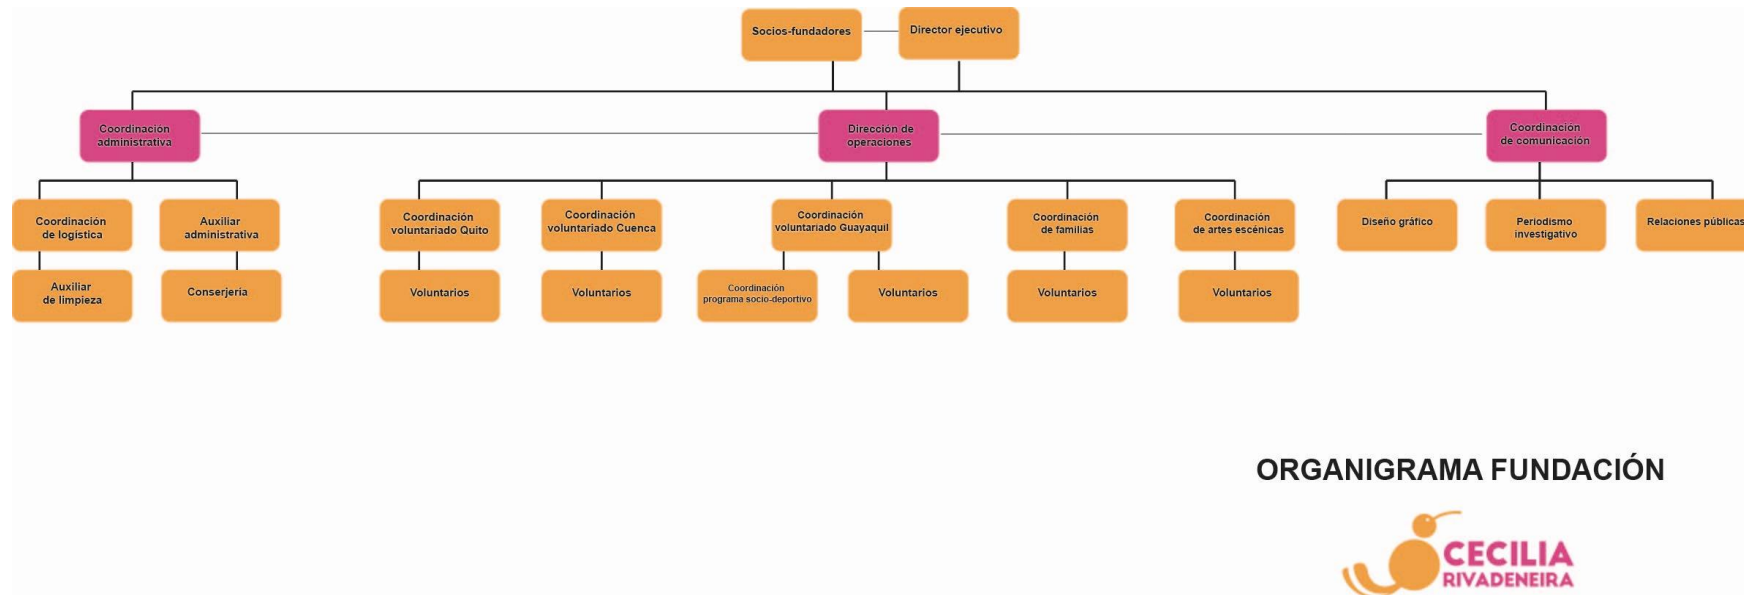 Socios-fundadores
Director ejecutivo
Coordinación
administrativa
Dirección de
operaciones
Coordinación
de comunicación
Coordinación
de logística
Auxiliar
administrativa
Coordinación
voluntariado Quito
Coordinación
voluntariado Cuenca
Coordinación
voluntariado Guayaquil
Coordinación
de familias
Coordinación
de artes escénicas
Diseño gráfico
Periodismo
investigativo
Relaciones públicas
Auxiliar
de limpieza
Conserjería
Voluntarios
Voluntarios
Coordinación
programa socio-deportivo
Voluntarios
Voluntarios
Voluntarios
ORGANIGRAMA FUNDACIÓN
CECILIA
RIVADENEIRA